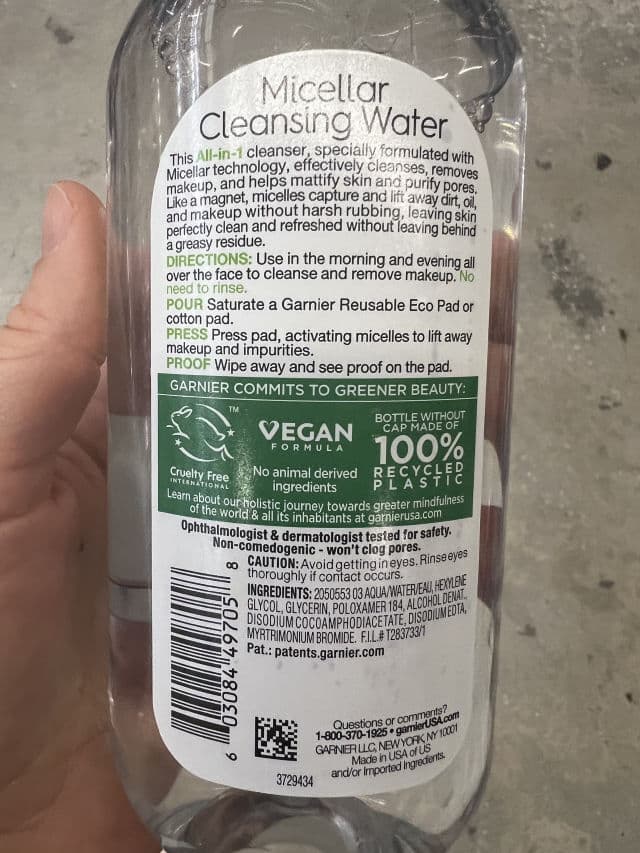 Micellar
Cleansing Water
This All-in-1 cleanser, specially formulated with
Micellar technology, effectively cleanses, removes
makeup, and helps mattify skin and purify pores.
Like a magnet, micelles capture and lift away dirt, oil,
and makeup without harsh rubbing, leaving skin
perfectly clean and refreshed without leaving behind
a greasy residue.
DIRECTIONS: Use in the morning and evening all
over the face to cleanse and remove makeup. No
need to rinse.
POUR Saturate a Garnier Reusable Eco Pad or
cotton pad.
PRESS Press pad, activating micelles to lift away
makeup and impurities.
PROOF Wipe away and see proof on the pad.
GARNIER COMMITS TO GREENER BEAUTY:
TM
Cruelty Free
INTERNATIONAL
VEGAN
FORMULA
No animal derived
ingredients
BOTTLE WITHOUT
CAP MADE OF
100%
RECYCLED
PLASTIC
Learn about our holistic journey towards greater mindfulness
of the world & all its inhabitants at garnierusa.com
Ophthalmologist & dermatologist tested for safety.
Non-comedogenic - won't clog pores.
CAUTION: Avoid getting in eyes. Rinse eyes
thoroughly if contact occurs.
INGREDIENTS: 2050553 03 AQUA/WATER/EAU, HEXYLENE
GLYCOL, GLYCERIN, POLOXAMER 184, ALCOHOL DENAT.,
DISODIUM COCOAMPHODIACETATE, DISODIUM EDTA,
MYRTRIMONIUM BROMIDE. F.I.L.# T283733/1
Pat.: patents.garnier.com
6 03084 49705 8
Questions or comments?
1-800-370-1925 • garnierUSA.com
GARNIER LLC, NEW YORK, NY 10001
Made in USA of US
and/or Imported Ingredients.
3729434